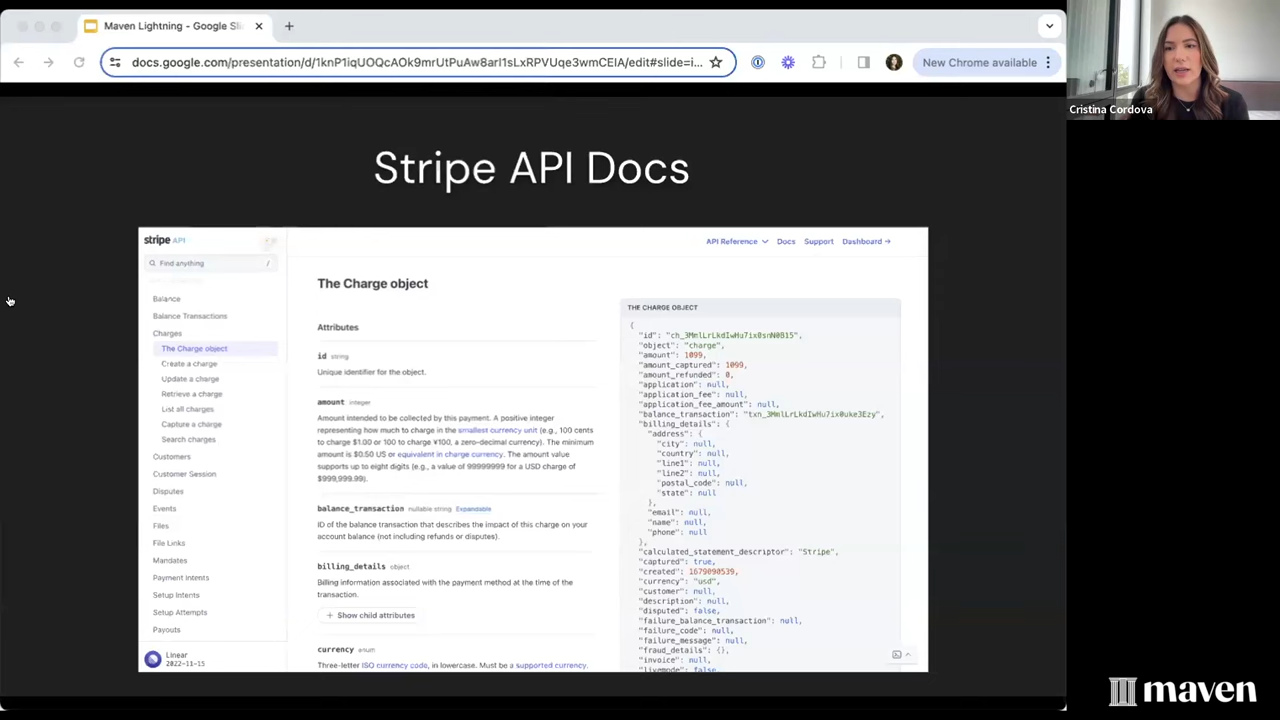 Maven Lightning - Google Sli
docs.google.com/presentation/d/1knP1iqUOQcAOk9mrUtPuAw8arl1sLxRPVUqe3wmCEIA/edit#slide=i...
New Chrome available
Cristina Cordova
Stripe API Docs
stripe API
Find anything /
Balance
Balance Transactions
Charges
The Charge object
Create a charge
Update a charge
Retrieve a charge
List all charges
Capture a charge
Search charges
Customers
Customer Session
Disputes
Events
Files
File Links
Mandates
Payment Intents
Setup Intents
Setup Attempts
Payouts
Linear
2022-11-15
API Reference Docs Support Dashboard →
The Charge object
Attributes
id string
Unique identifier for the object.
amount integer
Amount intended to be collected by this payment. A positive integer
representing how much to charge in the smallest currency unit (e.g., 100 cents
to charge $1.00 or 100 to charge ¥100, a zero-decimal currency). The minimum
amount is $0.50 US or equivalent in charge currency. The amount value
supports up to eight digits (e.g., a value of 99999999 for a USD charge of
$999,999.99).
balance_transaction nullable string Expandable
ID of the balance transaction that describes the impact of this charge on your
account balance (not including refunds or disputes).
billing_details object
Billing information associated with the payment method at the time of the
transaction.
+ Show child attributes
currency enum
Three-letter ISO currency code, in lowercase. Must be a supported currency.
THE CHARGE OBJECT
{
"id": "ch_3MmlLrLkdIwHu7ix0snN0B15",
"object": "charge",
"amount": 1099,
"amount_captured": 1099,
"amount_refunded": 0,
"application": null,
"application_fee": null,
"application_fee_amount": null,
"balance_transaction": "txn_3MmlLrLkdIwHu7ix0uke3Ezy",
"billing_details": {
"address": {
"city": null,
"country": null,
"line1": null,
"line2": null,
"postal_code": null,
"state": null
},
"email": null,
"name": null,
"phone": null
},
"calculated_statement_descriptor": "Stripe",
"captured": true,
"created": 1679090539,
"currency": "usd",
"customer": null,
"description": null,
"disputed": false,
"failure_balance_transaction": null,
"failure_code": null,
"failure_message": null,
"fraud_details": {},
"invoice": null,
"livemode": false,
maven